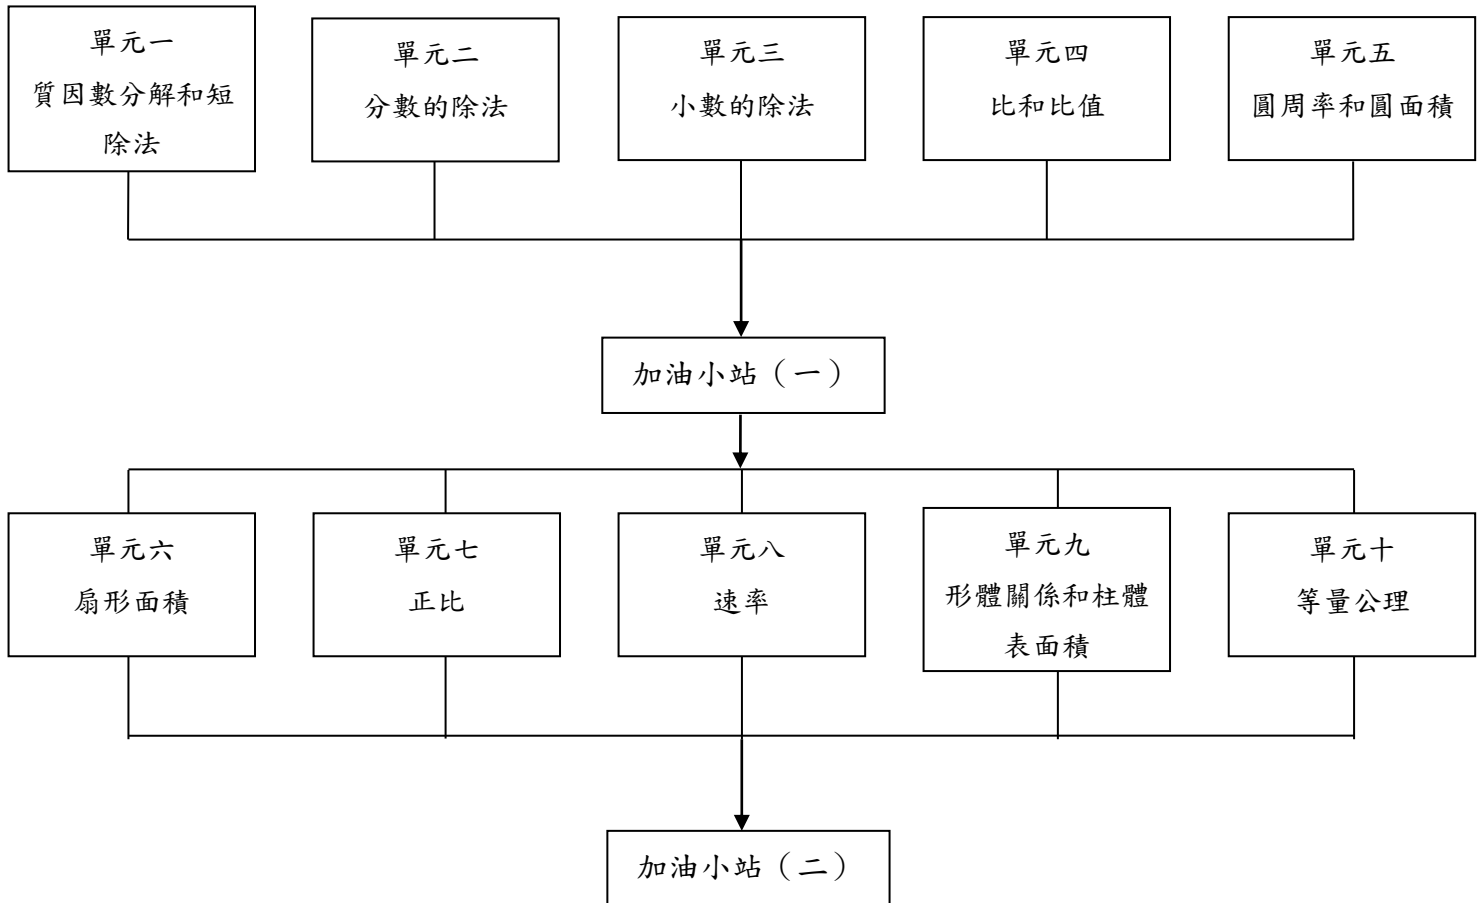 單元一
質因數分解和短
除法
單元二
分數的除法
單元三
小數的除法
單元四
比和比值
單元五
圓周率和圓面積
加油小站（一）
單元六
扇形面積
單元七
正比
單元八
速率
單元九
形體關係和柱體
表面積
單元十
等量公理
加油小站（二）